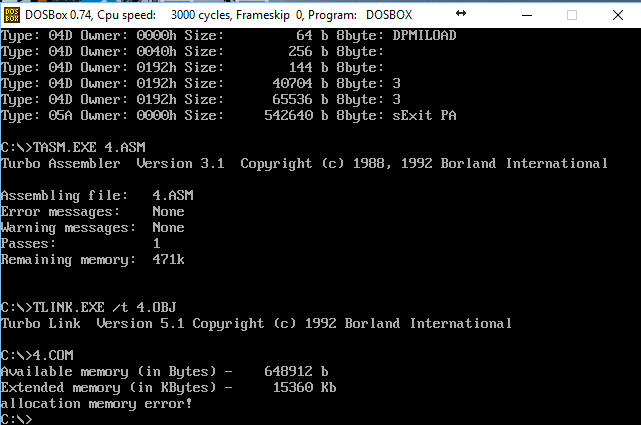 DOSBox 0.74, Cpu speed:    3000 cycles, Frameskip  0, Program:   DOSBOX
Type: 04D Owner: 0000h Size:        64 b 8byte: DPMILOAD
Type: 04D Owner: 0040h Size:       256 b 8byte:
Type: 04D Owner: 0192h Size:       144 b 8byte:
Type: 04D Owner: 0192h Size:     40704 b 8byte: 3
Type: 04D Owner: 0192h Size:     65536 b 8byte: 3
Type: 05A Owner: 0000h Size:    542640 b 8byte: sExit PA
C:\>TASM.EXE 4.ASM
Turbo Assembler  Version 3.1  Copyright (c) 1988, 1992 Borland International
Assembling file:   4.ASM
Error messages:    None
Warning messages:  None
Passes:            1
Remaining memory:  471k
C:\>TLINK.EXE /t 4.OBJ
Turbo Link  Version 5.1 Copyright (c) 1992 Borland International
C:\>4.COM
Available memory (in Bytes) -    648912 b
Extended memory (in KBytes) -     15360 Kb
allocation memory error!
C:\>